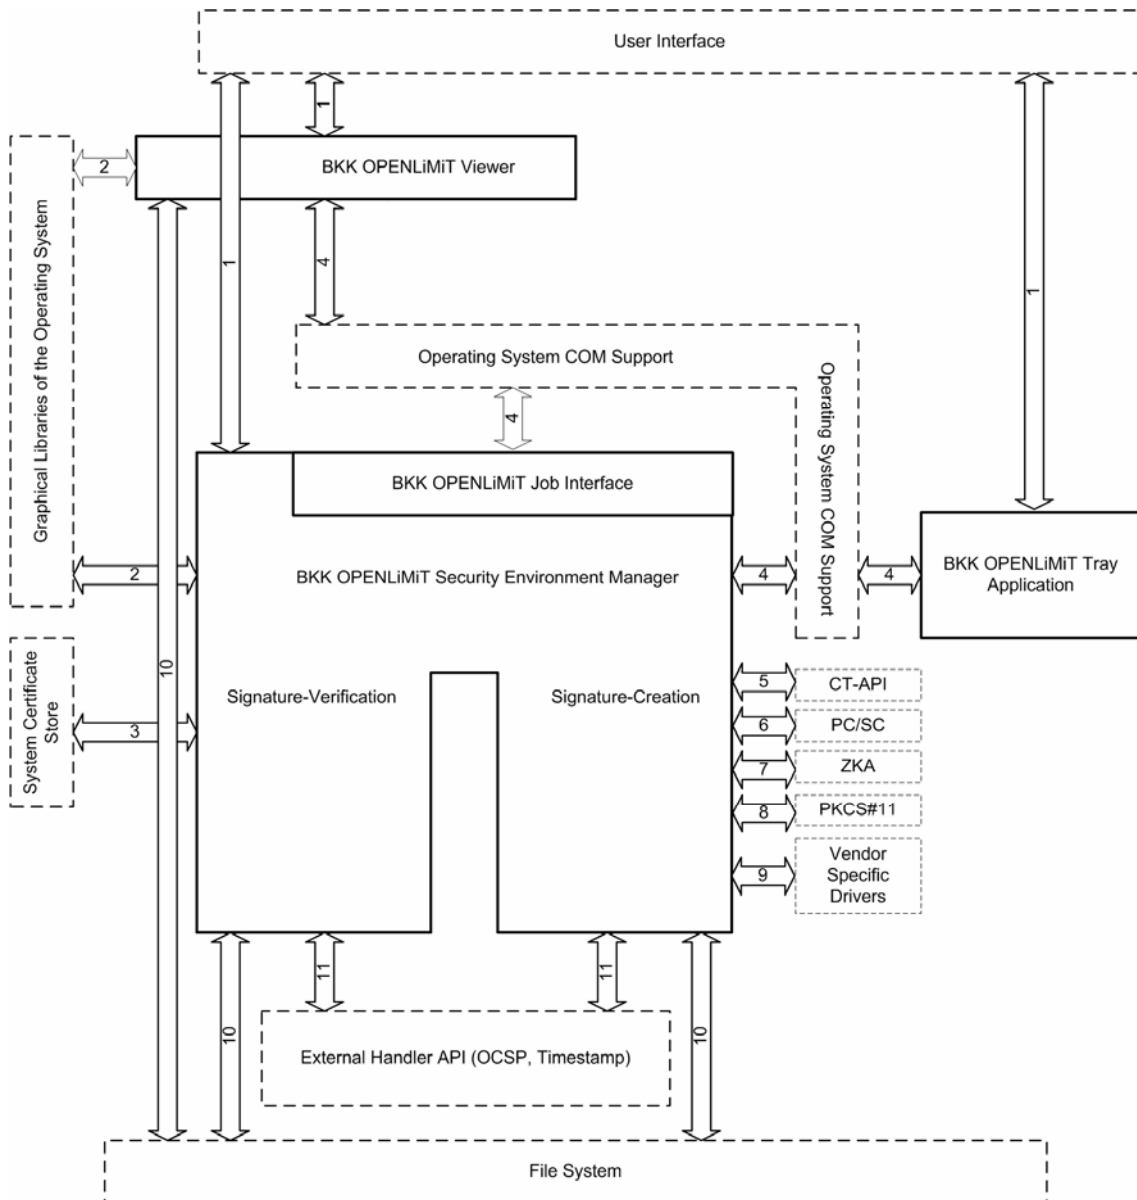 User Interface
1
BKK OPENLiMiT Viewer
2
1
4
Graphical Libraries of the Operating System
Operating System COM Support
Operating System COM Support
1
4
BKK OPENLiMiT Job Interface
BKK OPENLiMiT Security Environment Manager
2
4
4
BKK OPENLiMiT Tray
Application
10
System Certificate
Store
3
Signature-Verification
Signature-Creation
5
CT-API
6
PC/SC
7
ZKA
8
PKCS#11
9
Vendor
Specific
Drivers
11
11
10
10
External Handler API (OCSP, Timestamp)
File System